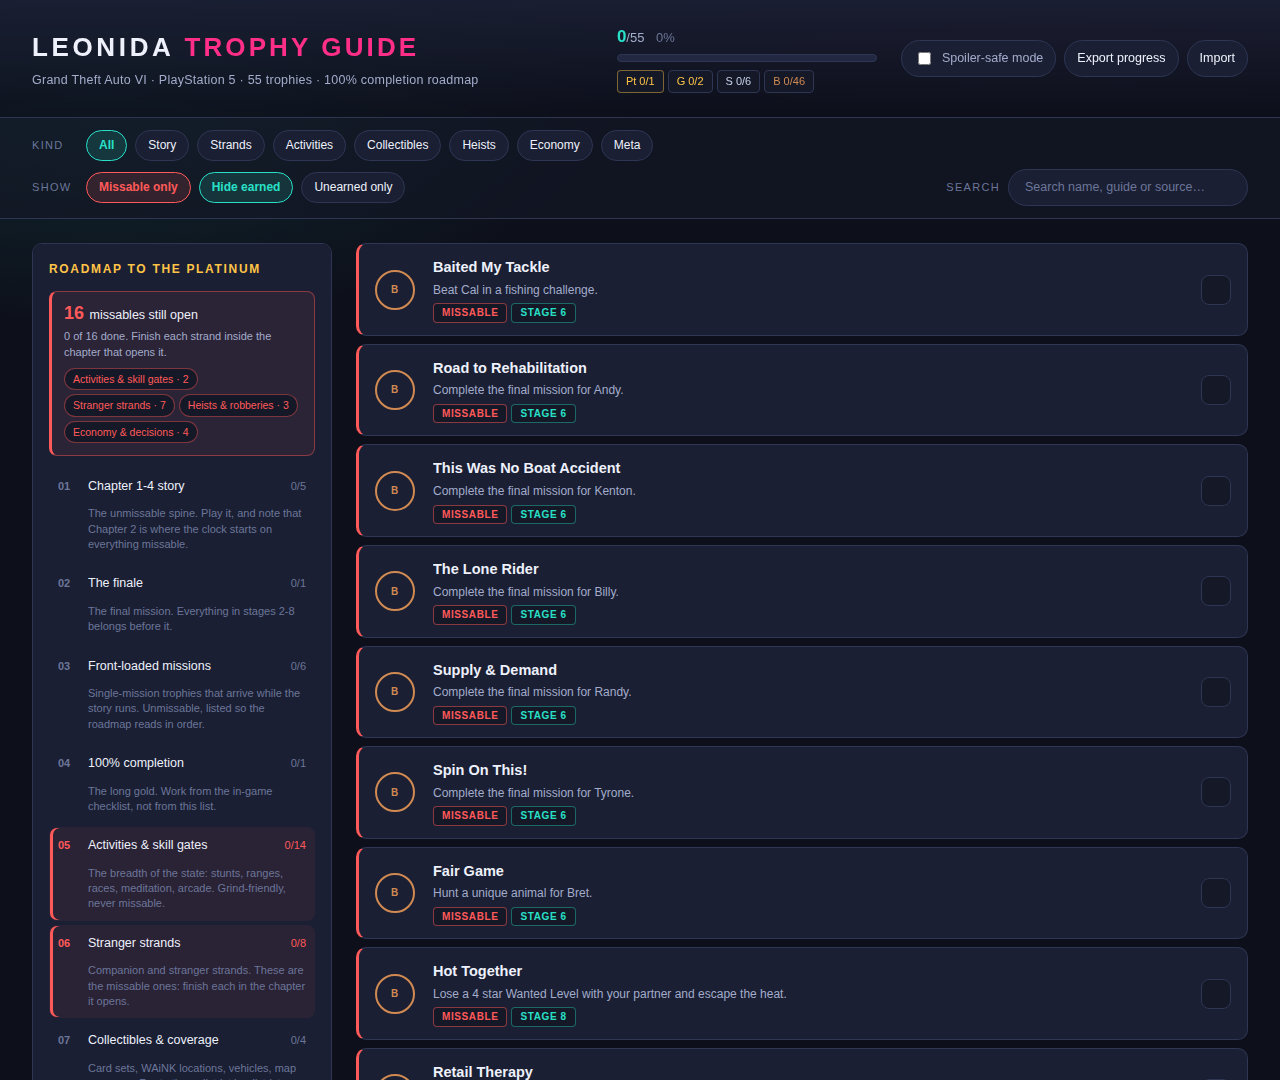 LEONIDA TROPHY GUIDE
Grand Theft Auto VI · PlayStation 5 · 55 trophies · 100% completion roadmap
0/55 0%
Pt 0/1 G 0/2 S 0/6 B 0/46
Spoiler-safe mode
Export progress
Import
KIND All Story Strands Activities Collectibles Heists Economy Meta
SHOW Missable only Hide earned Unearned only
SEARCH Search name, guide or source…
ROADMAP TO THE PLATINUM
16 missables still open
0 of 16 done. Finish each strand inside the
chapter that opens it.
Activities & skill gates · 2
Stranger strands · 7 Heists & robberies · 3
Economy & decisions · 4
01 Chapter 1-4 story 0/5
The unmissable spine. Play it, and note that
Chapter 2 is where the clock starts on
everything missable.
02 The finale 0/1
The final mission. Everything in stages 2-8
belongs before it.
03 Front-loaded missions 0/6
Single-mission trophies that arrive while the
story runs. Unmissable, listed so the
roadmap reads in order.
04 100% completion 0/1
The long gold. Work from the in-game
checklist, not from this list.
05 Activities & skill gates 0/14
The breadth of the state: stunts, ranges,
races, meditation, arcade. Grind-friendly,
never missable.
06 Stranger strands 0/8
Companion and stranger strands. These are
the missable ones: finish each in the chapter
it opens.
07 Collectibles & coverage 0/4
Card sets, WAiNK locations, vehicles, map
B
Baited My Tackle
Beat Cal in a fishing challenge.
MISSABLE STAGE 6
B
Road to Rehabilitation
Complete the final mission for Andy.
MISSABLE STAGE 6
B
This Was No Boat Accident
Complete the final mission for Kenton.
MISSABLE STAGE 6
B
The Lone Rider
Complete the final mission for Billy.
MISSABLE STAGE 6
B
Supply & Demand
Complete the final mission for Randy.
MISSABLE STAGE 6
B
Spin On This!
Complete the final mission for Tyrone.
MISSABLE STAGE 6
B
Fair Game
Hunt a unique animal for Bret.
MISSABLE STAGE 6
B
Hot Together
Lose a 4 star Wanted Level with your partner and escape the heat.
MISSABLE STAGE 8
Retail Therapy